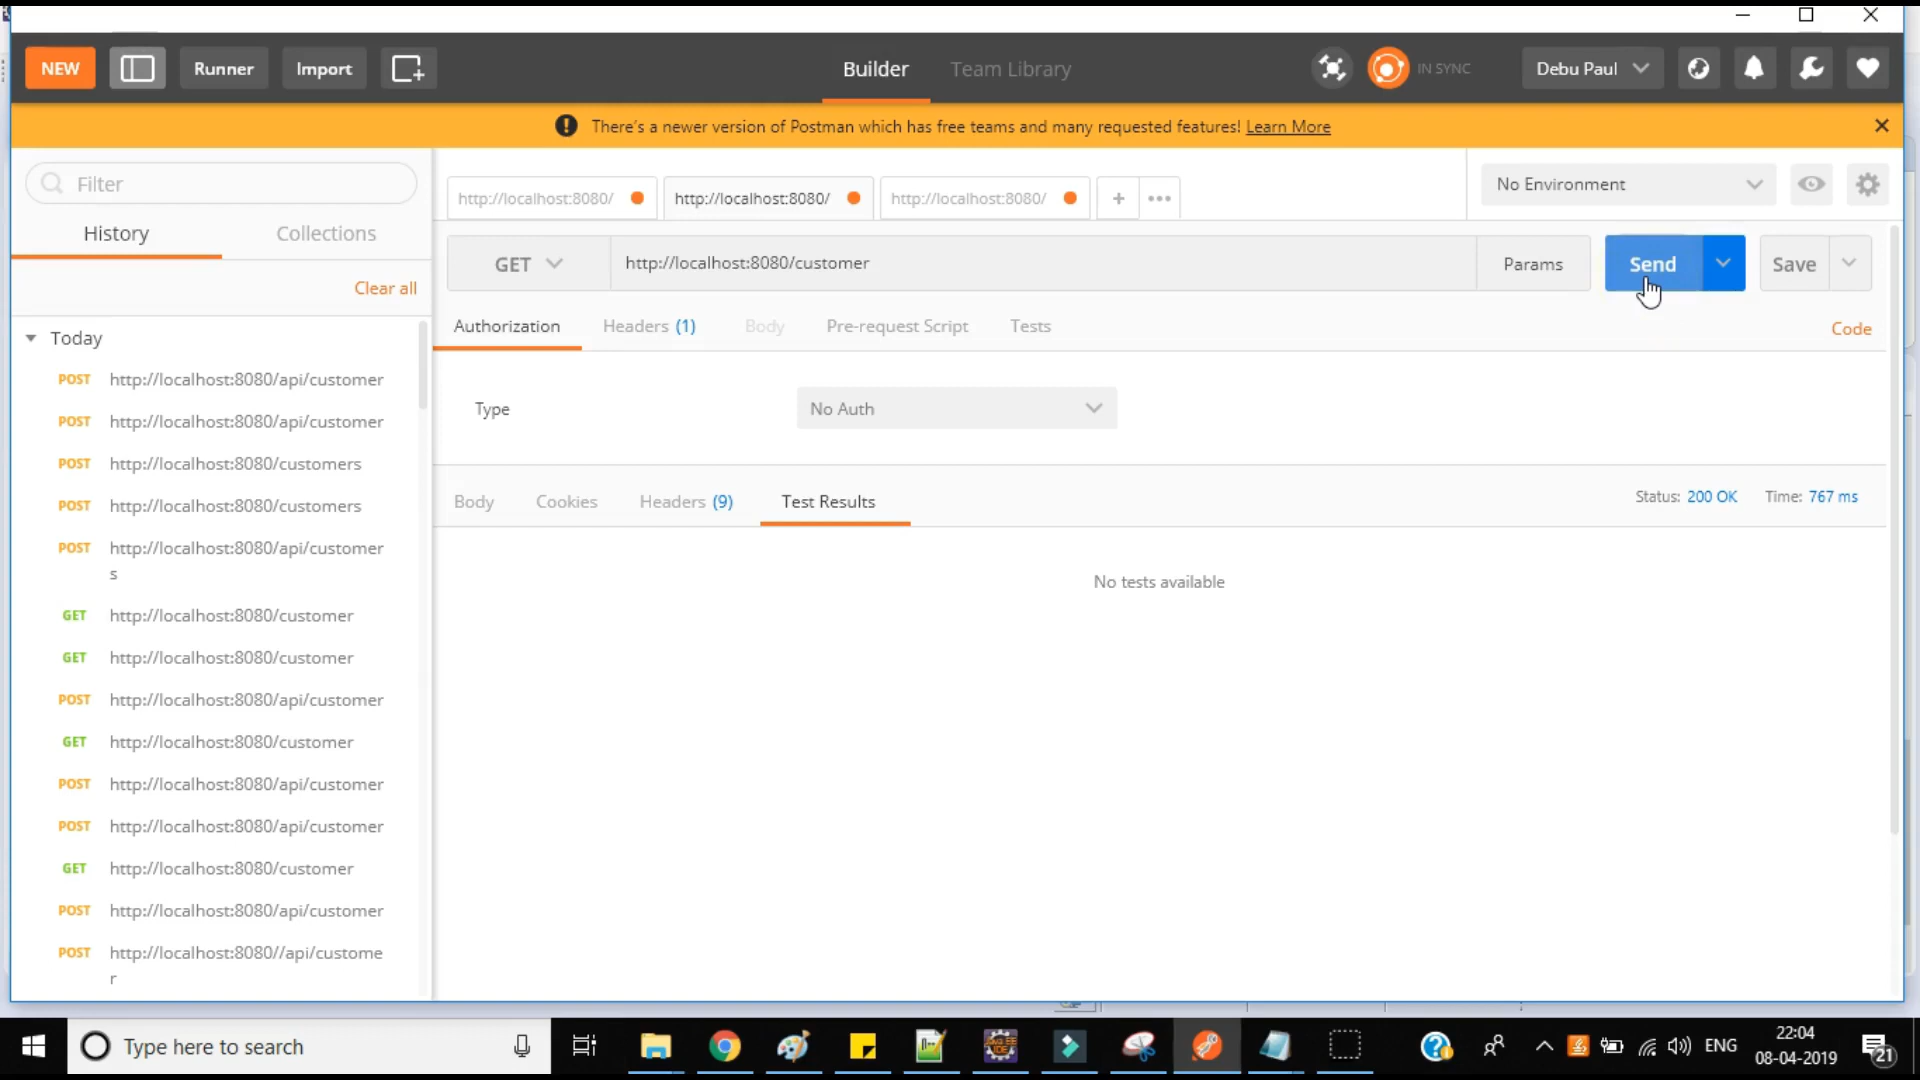 NEW
Runner
Import
Builder
Team Library
IN SYNC
Debu Paul
There's a newer version of Postman which has free teams and many requested features! Learn More
Filter
History
Collections
Clear all
Today
POST http://localhost:8080/api/customer
POST http://localhost:8080/api/customer
POST http://localhost:8080/customers
POST http://localhost:8080/customers
POST http://localhost:8080/api/customer
s
GET http://localhost:8080/customer
GET http://localhost:8080/customer
POST http://localhost:8080/api/customer
GET http://localhost:8080/customer
POST http://localhost:8080/api/customer
POST http://localhost:8080/api/customer
GET http://localhost:8080/customer
POST http://localhost:8080/api/customer
POST http://localhost:8080//api/custome
r
http://localhost:8080/
http://localhost:8080/
http://localhost:8080/
No Environment
GET
http://localhost:8080/customer
Params
Send
Save
Authorization
Headers (1)
Body
Pre-request Script
Tests
Code
Type
No Auth
Body
Cookies
Headers (9)
Test Results
Status: 200 OK
Time: 767 ms
No tests available
Type here to search
ENG
22:04
08-04-2019
21